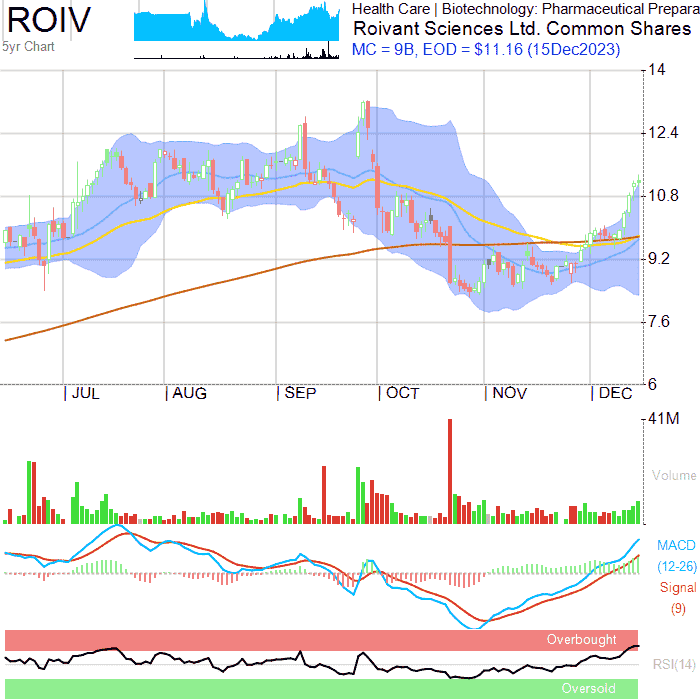 ROIV
Health Care | Biotechnology: Pharmaceutical Prepara
Roivant Sciences Ltd. Common Shares
5yr Chart
MC = 9B, EOD = $11.16 (15Dec2023)
14
12.4
10.8
9.2
7.6
6
JUL AUG SEP OCT NOV DEC
41M
Volume
MACD
(12-26)
Signal
(9)
Overbought
RSI(14)
Oversold